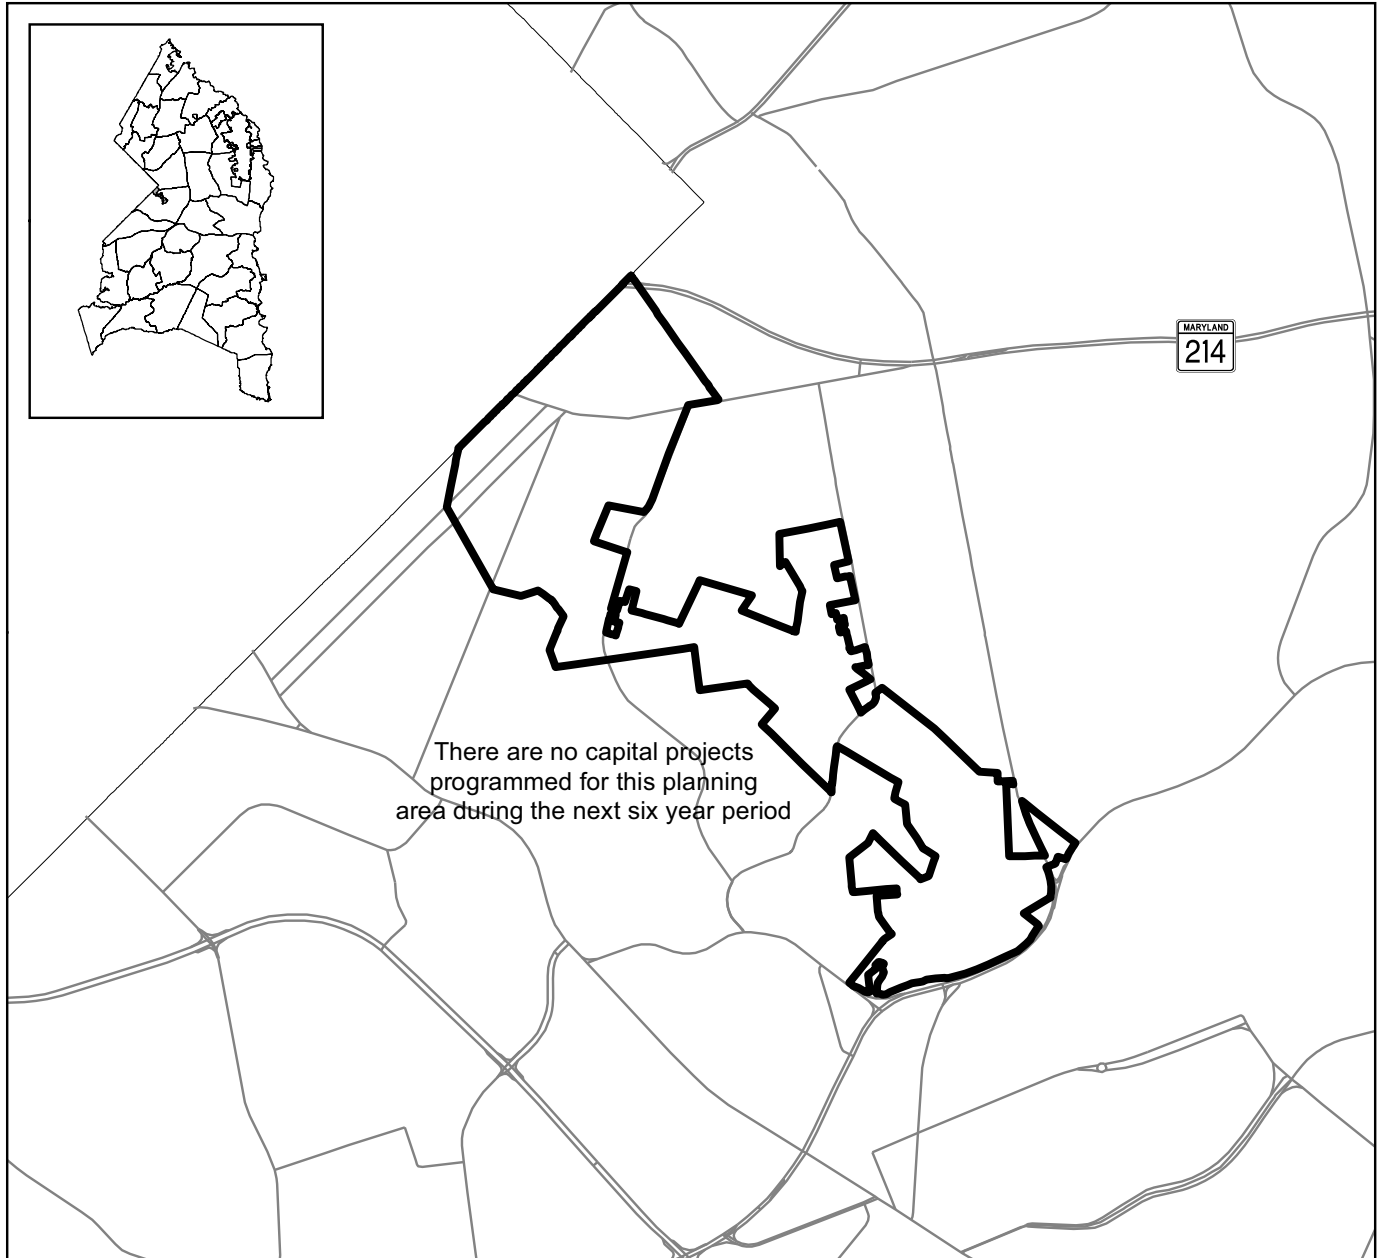 MARYLAND
214
There are no capital projects
programmed for this planning
area during the next six year period